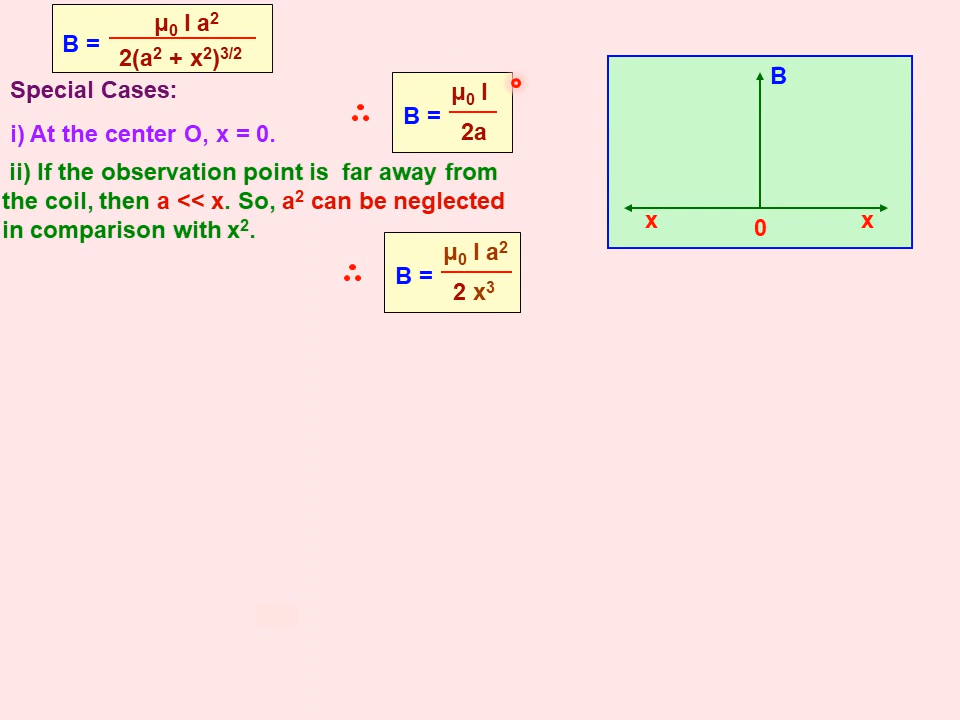 B = μ₀ I a² / 2(a² + x²)³/²
Special Cases:
i) At the center O, x = 0.
∴ B = μ₀ I / 2a
ii) If the observation point is far away from
the coil, then a << x. So, a² can be neglected
in comparison with x².
∴ B = μ₀ I a² / 2 x³
B
x 0 x